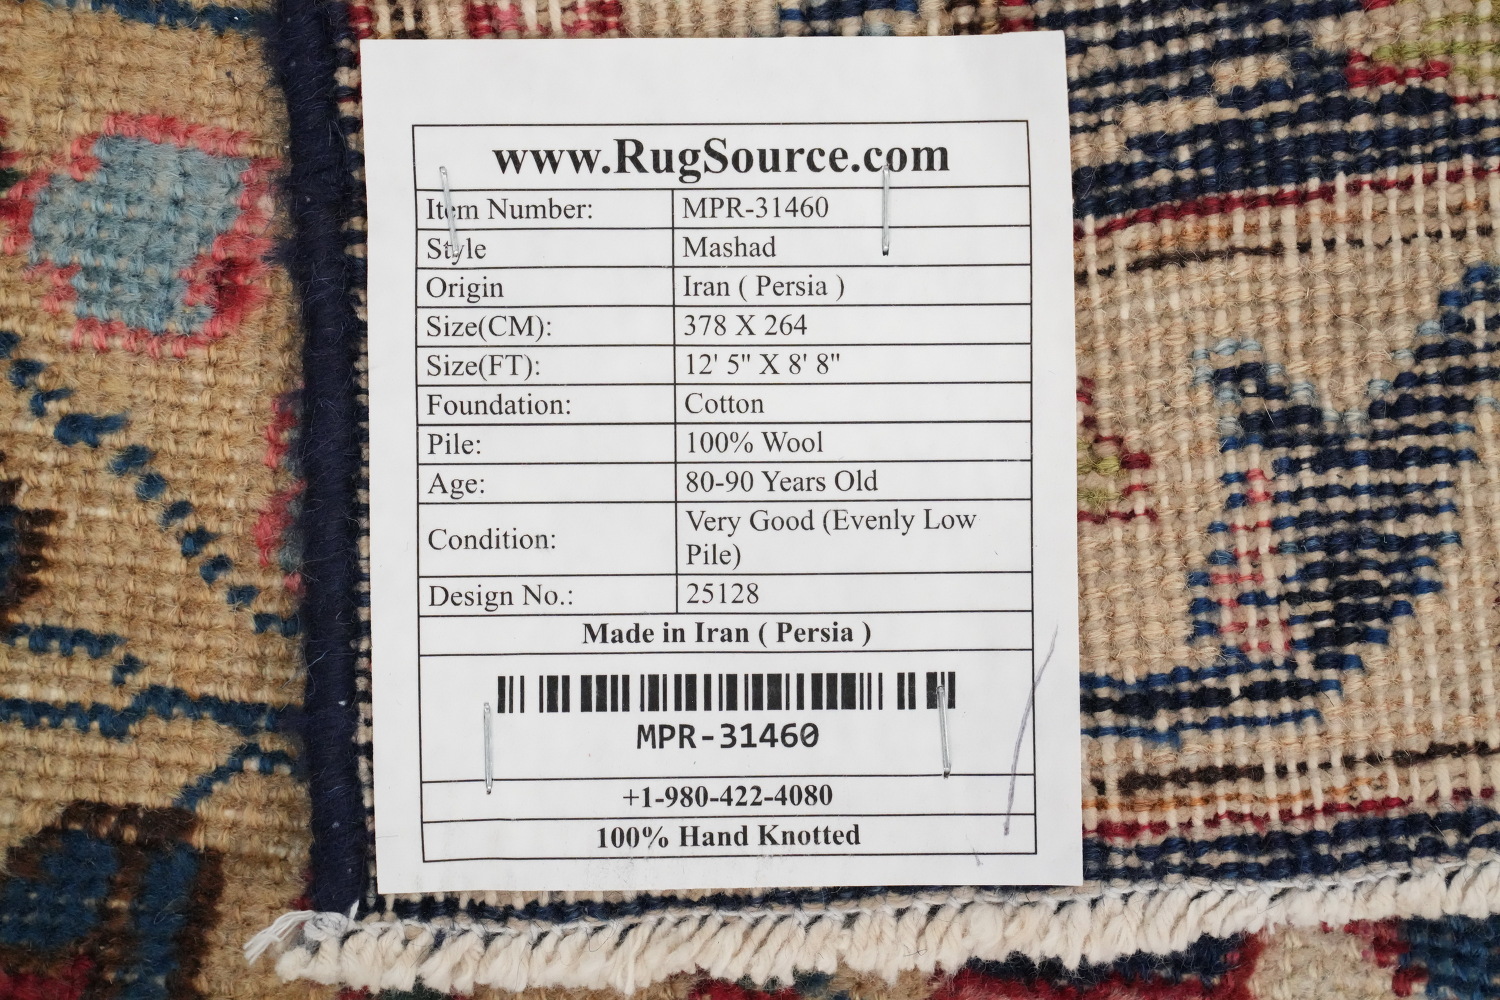 www.RugSource.com
Item Number: MPR-31460
Style Mashad
Origin Iran ( Persia )
Size(CM): 378 X 264
Size(FT): 12' 5" X 8' 8"
Foundation: Cotton
Pile: 100% Wool
Age: 80-90 Years Old
Condition: Very Good (Evenly Low
Pile)
Design No.: 25128
Made in Iran ( Persia )
MPR-31460
+1-980-422-4080
100% Hand Knotted